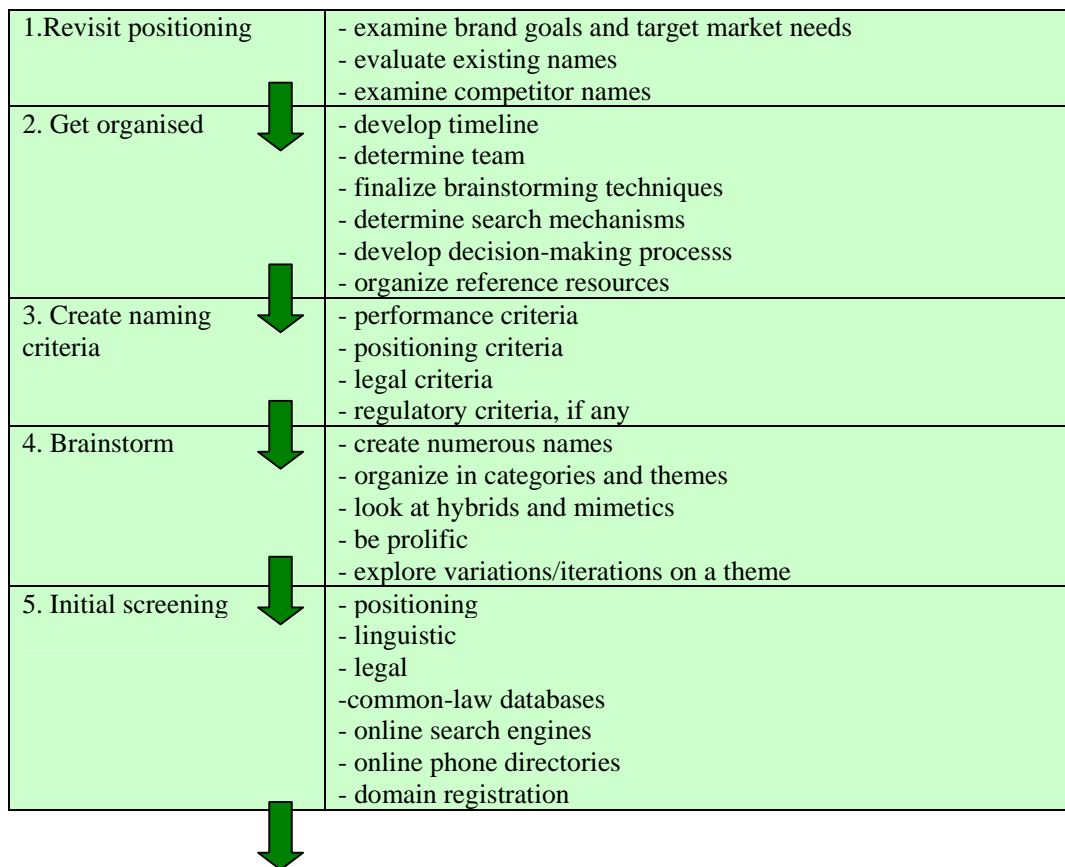 1.Revisit positioning
- examine brand goals and target market needs
- evaluate existing names
- examine competitor names
2. Get organised
- develop timeline
- determine team
- finalize brainstorming techniques
- determine search mechanisms
- develop decision-making processs
- organize reference resources
3. Create naming
criteria
- performance criteria
- positioning criteria
- legal criteria
- regulatory criteria, if any
4. Brainstorm
- create numerous names
- organize in categories and themes
- look at hybrids and mimetics
- be prolific
- explore variations/iterations on a theme
5. Initial screening
- positioning
- linguistic
- legal
-common-law databases
- online search engines
- online phone directories
- domain registration